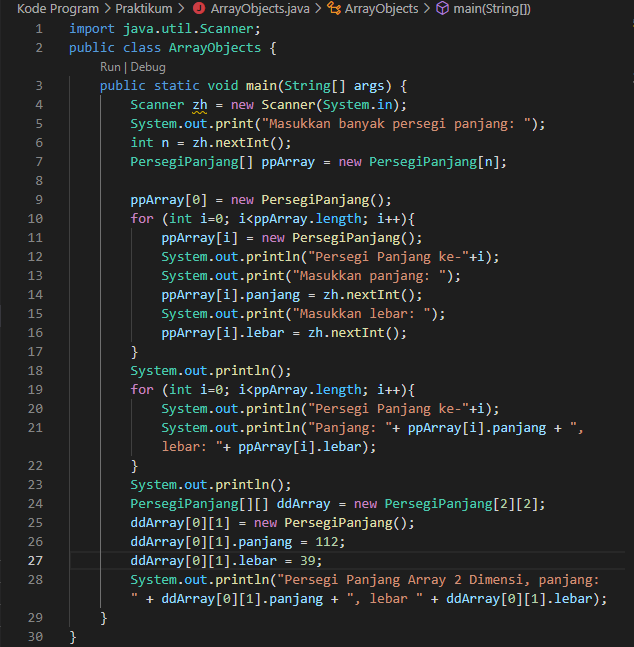 Kode Program > Praktikum > J ArrayObjects.java > ArrayObjects > main(String[])
1 import java.util.Scanner;
2 public class ArrayObjects {
Run | Debug
3 public static void main(String[] args) {
4 Scanner zh = new Scanner(System.in);
5 System.out.print("Masukkan banyak persegi panjang: ");
6 int n = zh.nextInt();
7 PersegiPanjang[] ppArray = new PersegiPanjang[n];
8
9 ppArray[0] = new PersegiPanjang();
10 for (int i=0; i<ppArray.length; i++){
11 ppArray[i] = new PersegiPanjang();
12 System.out.println("Persegi Panjang ke-"+i);
13 System.out.print("Masukkan panjang: ");
14 ppArray[i].panjang = zh.nextInt();
15 System.out.print("Masukkan lebar: ");
16 ppArray[i].lebar = zh.nextInt();
17 }
18 System.out.println();
19 for (int i=0; i<ppArray.length; i++){
20 System.out.println("Persegi Panjang ke-"+i);
21 System.out.println("Panjang: "+ ppArray[i].panjang + ",
lebar: "+ ppArray[i].lebar);
22 }
23 System.out.println();
24 PersegiPanjang[][] ddArray = new PersegiPanjang[2][2];
25 ddArray[0][1] = new PersegiPanjang();
26 ddArray[0][1].panjang = 112;
27 ddArray[0][1].lebar = 39;
28 System.out.println("Persegi Panjang Array 2 Dimensi, panjang:
" + ddArray[0][1].panjang + ", lebar " + ddArray[0][1].lebar);
29 }
30 }